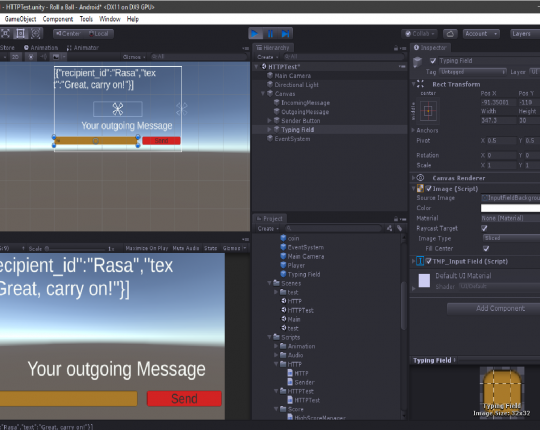 - HTTPTest.unity - Roll a Ball - Android* <DX11 on DX9 GPU>
GameObject Component Tools Window Help
Center Local
Collab
Account
Layers
Store Animation Animator
2D
Gizmos
{"recipient_id":"Rasa","tex
t":"Great, carry on!"}]
Your outgoing Message
Send
Scale
Maximize On Play Mute Audio Stats Gizmos
recipient_id":"Rasa","tex
"Great, carry on!"}]
Your outgoing Message
Send
Hierarchy
Create
HTTPTest*
Main Camera
Directional Light
Canvas
IncomingMessage
OutgoingMessage
Sender Button
Typing Field
EventSystem
Project
Create
coin
EventSystem
Main Camera
Player
Typing Field
Scenes
test
HTTP
HTTPTest
Main
test
Scripts
Animation
Audio
HTTP
HTTP
Sender
HTTPTest
HTTPTest
Score
HighScoreManager
Inspector
Typing Field
Tag Untagged Layer UI
Rect Transform
center
middle
Pos X Pos Y
Width Height
347.3 30
Anchors
Pivot X 0.5 Y 0.5
Rotation X 0 Y 0
Scale X 1 Y 1
Canvas Renderer
Image (Script)
Source Image InputFieldBackgrou
Color
Material None (Material)
Raycast Target
Image Type Sliced
Fill Center
TMP_Input Field (Script)
Default UI Material
Shader UI/Default
Add Component
Typing Field
Typing Field
Image Size: 32x32
"Rasa","text":"Great, carry on!"}]